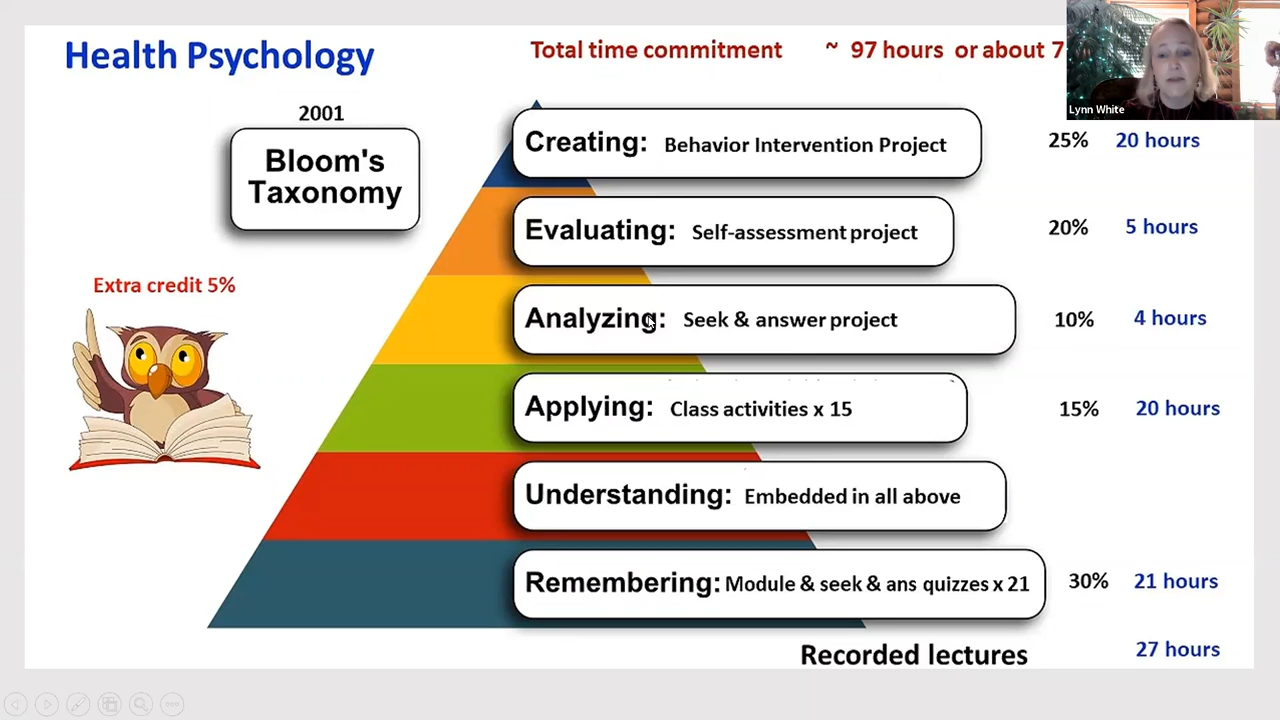 Health Psychology
Total time commitment ~ 97 hours or about 7
Lynn White
2001
Bloom's
Taxonomy
Creating: Behavior Intervention Project 25% 20 hours
Evaluating: Self-assessment project 20% 5 hours
Extra credit 5%
Analyzing: Seek & answer project 10% 4 hours
Applying: Class activities x 15 15% 20 hours
Understanding: Embedded in all above
Remembering: Module & seek & ans quizzes x 21 30% 21 hours
Recorded lectures 27 hours